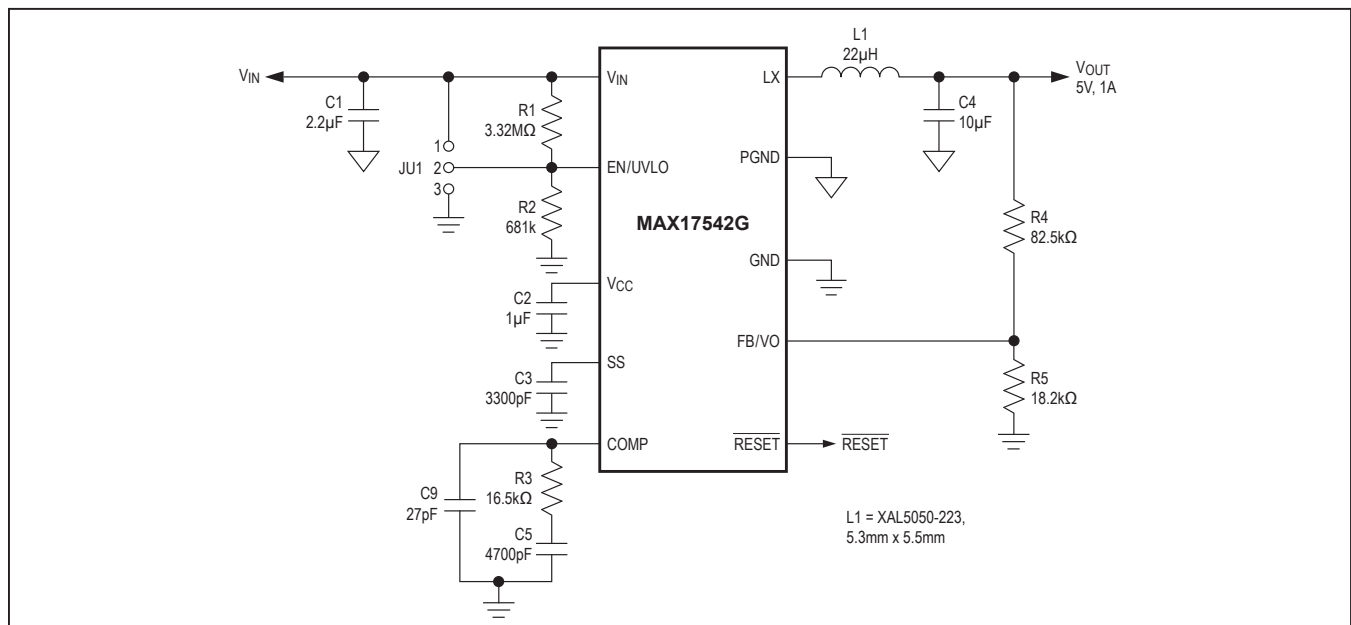 VIN
C1
2.2µF
JU1
1
2
3
R1
3.32MΩ
R2
681k
C2
1µF
C3
3300pF
C9
27pF
R3
16.5kΩ
C5
4700pF
VIN
EN/UVLO
VCC
SS
COMP
MAX17542G
LX
PGND
GND
FB/VO
RESET
RESET
L1
22µH
C4
10µF
VOUT
5V, 1A
R4
82.5kΩ
R5
18.2kΩ
L1 = XAL5050-223,
5.3mm x 5.5mm